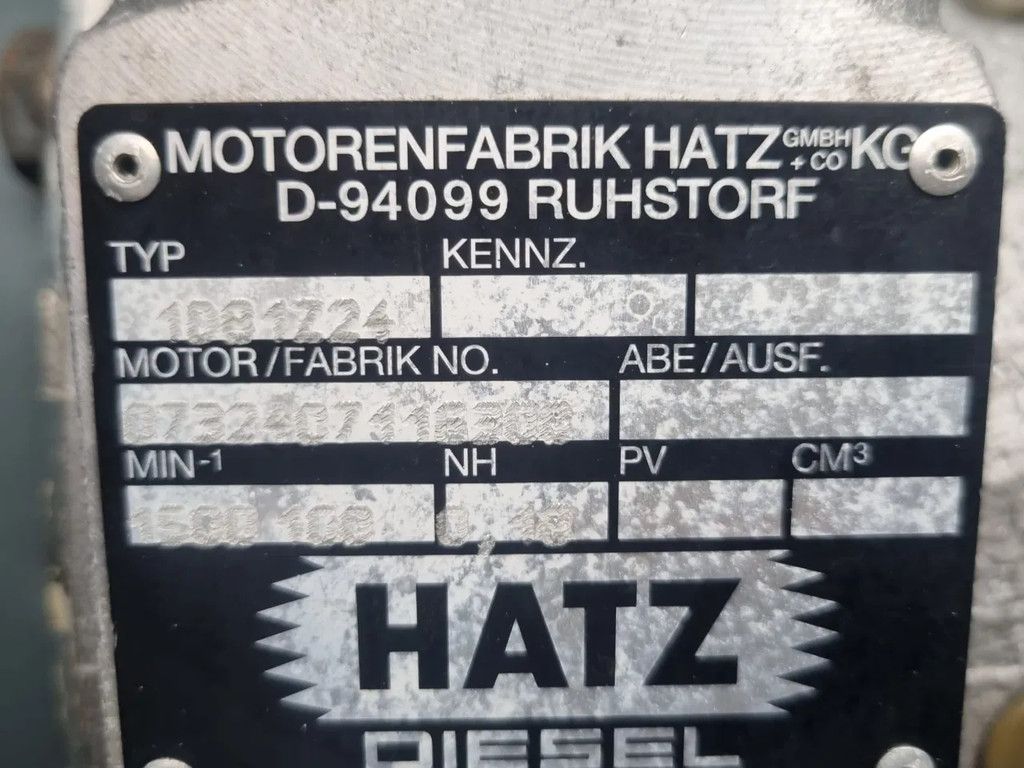 MOTORENFABRIK HATZ GMBH + CO KG
D-94099 RUHSTORF
TYP KENNZ.
1D81Z24
MOTOR/FABRIK NO. ABE/AUSF.
MIN-1 NH PV CM³
HATZ
DIESEL